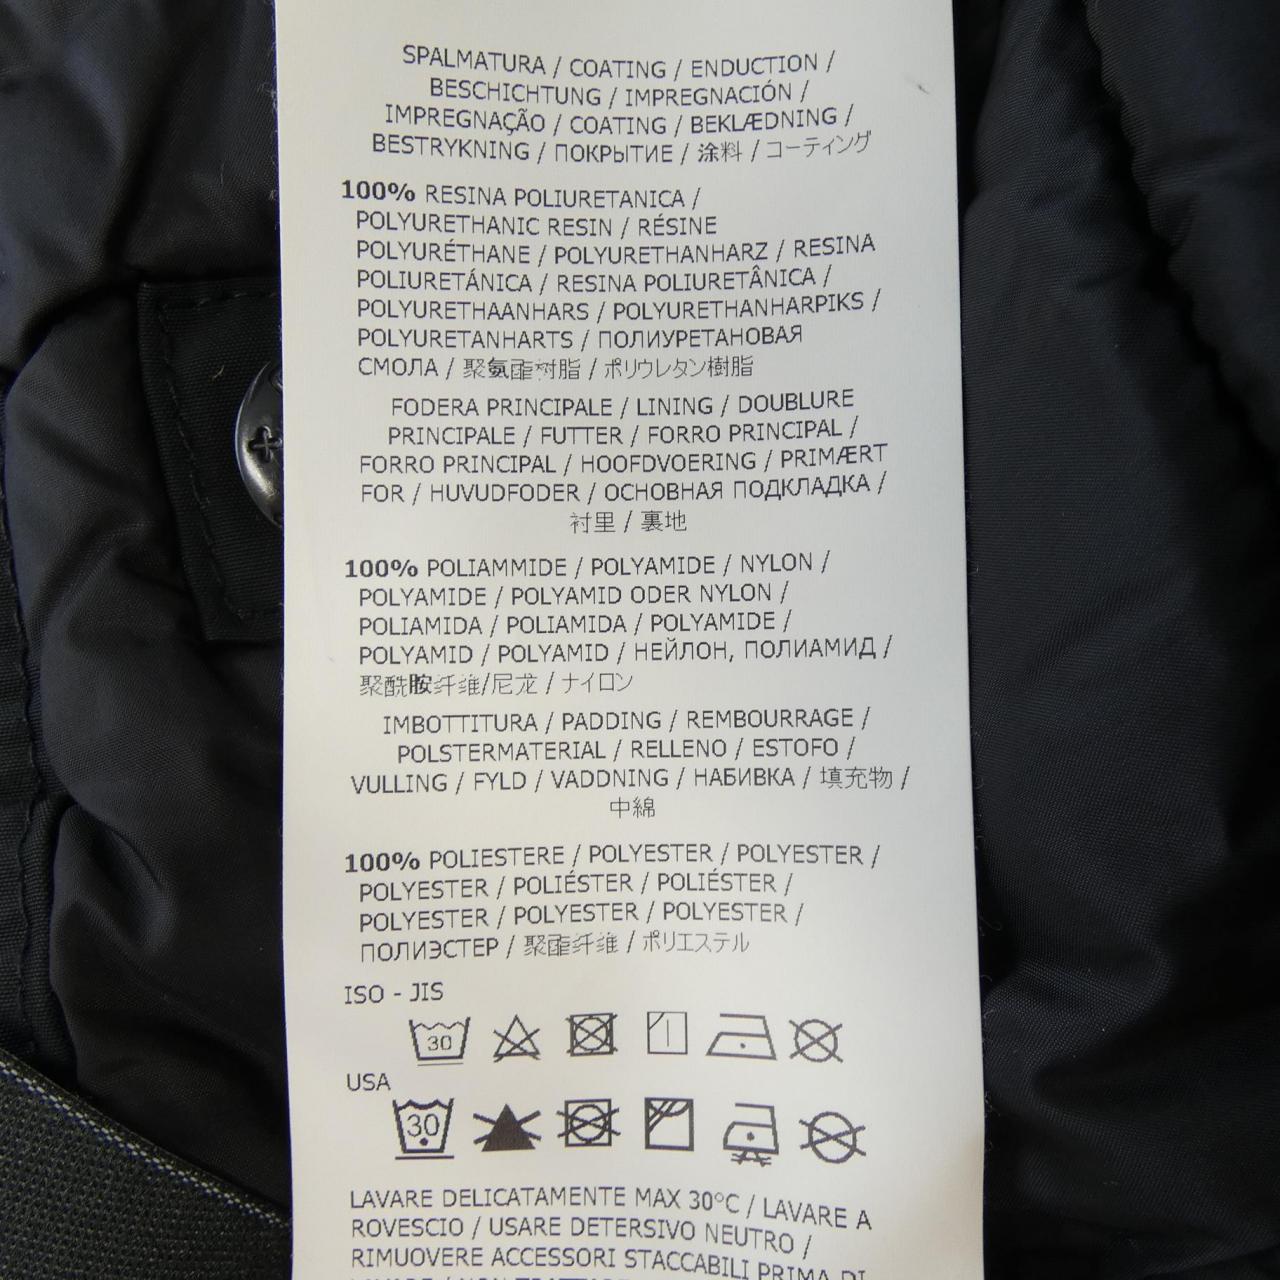 SPALMATURA / COATING / ENDUCTION /
BESCHICHTUNG / IMPREGNACIÓN /
IMPREGNAÇÃO / COATING / BEKLÆDNING /
BESTRYKNING / ПОКРЫТИЕ / 涂料 / コーティング
100% RESINA POLIURETANICA /
POLYURETHANIC RESIN / RÉSINE
POLYURÉTHANE / POLYURETHANHARZ / RESINA
POLIURETÁNICA / RESINA POLIURETÂNICA /
POLYURETHAANHARS / POLYURETHANHARPIKS /
POLYURETANHARTS / ПОЛИУРЕТАНОВАЯ
СМОЛА / 聚氨酯树脂 / ポリウレタン樹脂
FODERA PRINCIPALE / LINING / DOUBLURE
PRINCIPALE / FUTTER / FORRO PRINCIPAL /
FORRO PRINCIPAL / HOOFDVOERING / PRIMÆRT
FOR / HUVUDFODER / ОСНОВНАЯ ПОДКЛАДКА /
衬里 / 裏地
100% POLIAMMIDE / POLYAMIDE / NYLON /
POLYAMIDE / POLYAMID ODER NYLON /
POLIAMIDA / POLIAMIDA / POLYAMIDE /
POLYAMID / POLYAMID / НЕЙЛОН, ПОЛИАМИД /
聚酰胺纤维/尼龙 / ナイロン
IMBOTTITURA / PADDING / REMBOURRAGE /
POLSTERMATERIAL / RELLENO / ESTOFO /
VULLING / FYLD / VADDNING / НАБИВКА / 填充物 /
中綿
100% POLIESTERE / POLYESTER / POLYESTER /
POLYESTER / POLIÉSTER / POLIÉSTER /
POLYESTER / POLYESTER / POLYESTER /
ПОЛИЭСТЕР / 聚酯纤维 / ポリエステル
ISO - JIS
30
USA
30
LAVARE DELICATAMENTE MAX 30°C / LAVARE A
ROVESCIO / USARE DETERSIVO NEUTRO /
RIMUOVERE ACCESSORI STACCABILI PRIMA DI